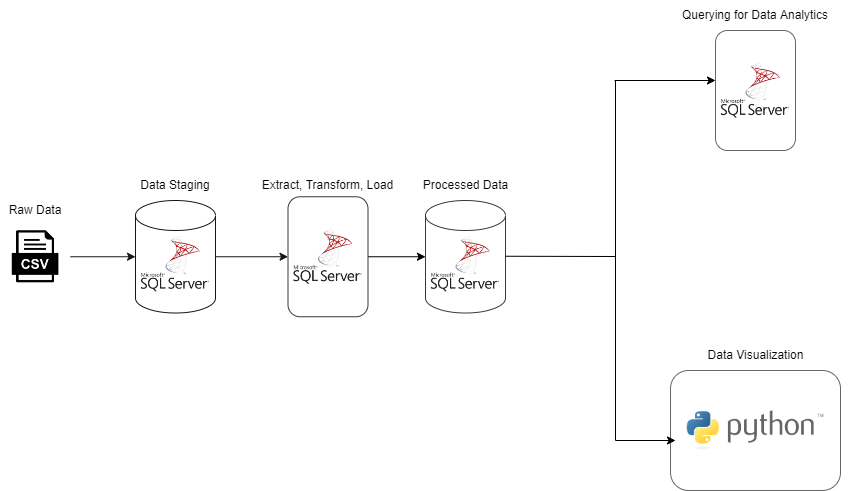 Querying for Data Analytics
Microsoft®
SQL Server®
Data Staging
Extract, Transform, Load
Processed Data
Raw Data
CSV
Microsoft®
SQL Server®
Microsoft®
SQL Server®
Microsoft®
SQL Server®
Data Visualization
python™